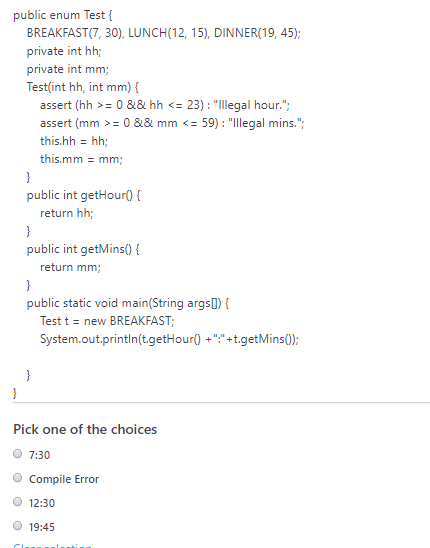 public enum Test {
BREAKFAST(7, 30), LUNCH(12, 15), DINNER(19, 45);
private int hh;
private int mm;
Test(int hh, int mm) {
assert (hh >= 0 && hh <= 23) : "Illegal hour.";
assert (mm >= 0 && mm <= 59) : "Illegal mins.";
this.hh = hh;
this.mm = mm;
}
public int getHour() {
return hh;
}
public int getMins() {
return mm;
}
public static void main(String args[]) {
Test t = new BREAKFAST;
System.out.println(t.getHour() +":"+t.getMins());
}
}
Pick one of the choices
7:30
Compile Error
12:30
19:45
Clear selection